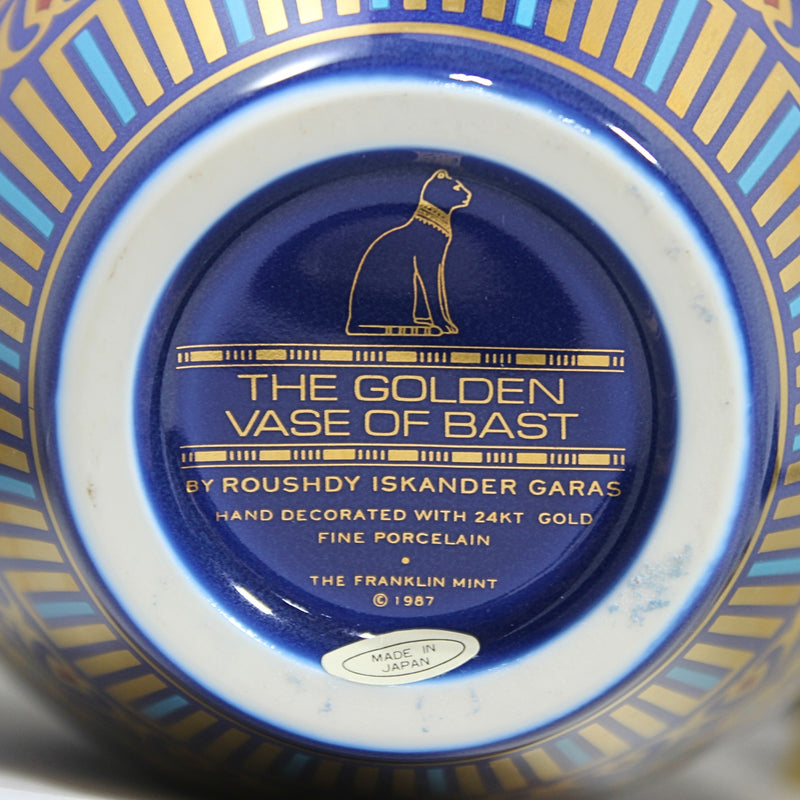 THE GOLDEN
VASE OF BAST
BY ROUSHDY ISKANDER GARAS
HAND DECORATED WITH 24KT GOLD
FINE PORCELAIN
•
THE FRANKLIN MINT
© 1987
MADE IN
JAPAN